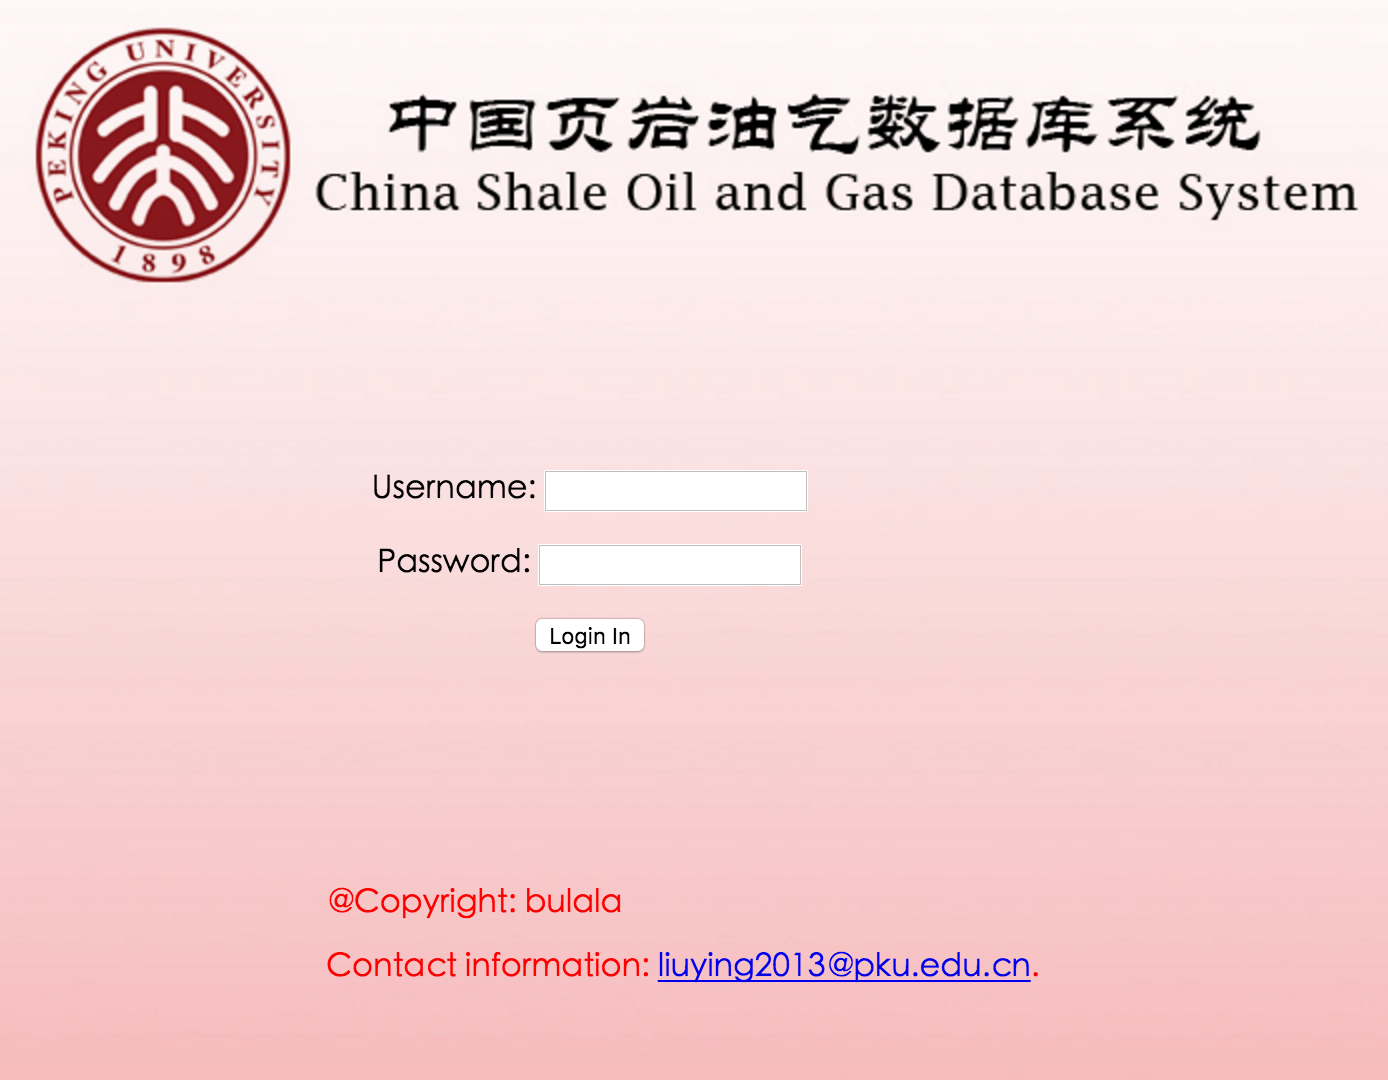 PEKING UNIVERSITY
1898
中国页岩油气数据库系统
China Shale Oil and Gas Database System
Username:
Password:
Login In
@Copyright: bulala
Contact information: liuying2013@pku.edu.cn.